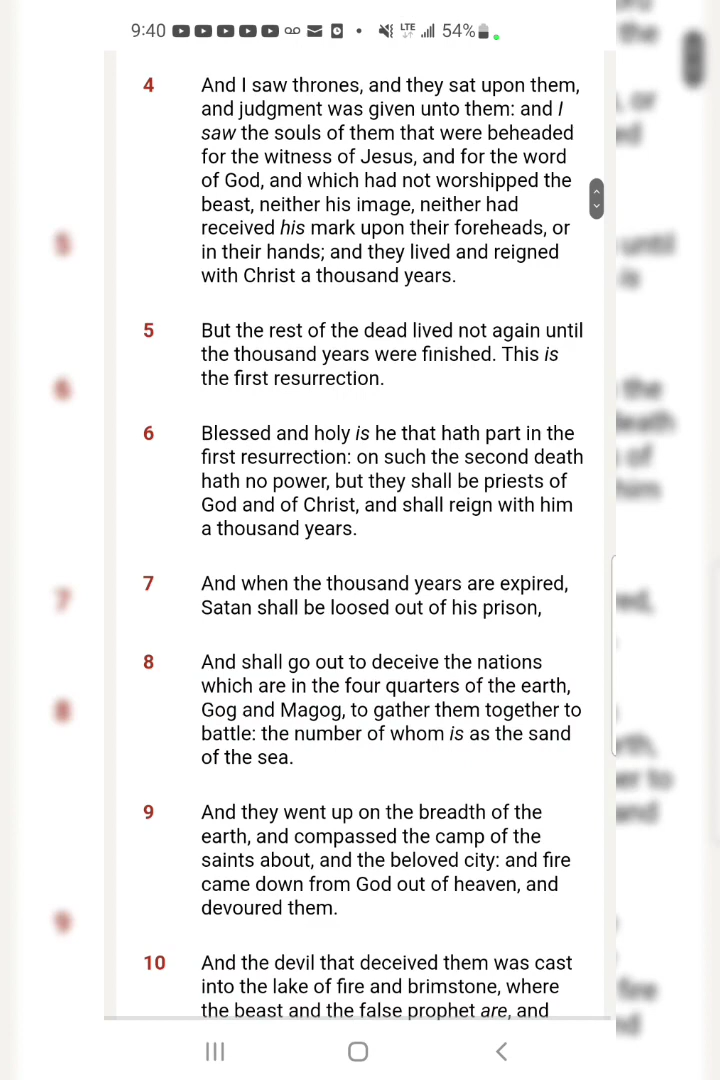 9:40 LTE 54%
4 And I saw thrones, and they sat upon them,
and judgment was given unto them: and I
saw the souls of them that were beheaded
for the witness of Jesus, and for the word
of God, and which had not worshipped the
beast, neither his image, neither had
received his mark upon their foreheads, or
in their hands; and they lived and reigned
with Christ a thousand years.
5 But the rest of the dead lived not again until
the thousand years were finished. This is
the first resurrection.
6 Blessed and holy is he that hath part in the
first resurrection: on such the second death
hath no power, but they shall be priests of
God and of Christ, and shall reign with him
a thousand years.
7 And when the thousand years are expired,
Satan shall be loosed out of his prison,
8 And shall go out to deceive the nations
which are in the four quarters of the earth,
Gog and Magog, to gather them together to
battle: the number of whom is as the sand
of the sea.
9 And they went up on the breadth of the
earth, and compassed the camp of the
saints about, and the beloved city: and fire
came down from God out of heaven, and
devoured them.
10 And the devil that deceived them was cast
into the lake of fire and brimstone, where
the beast and the false prophet are, and